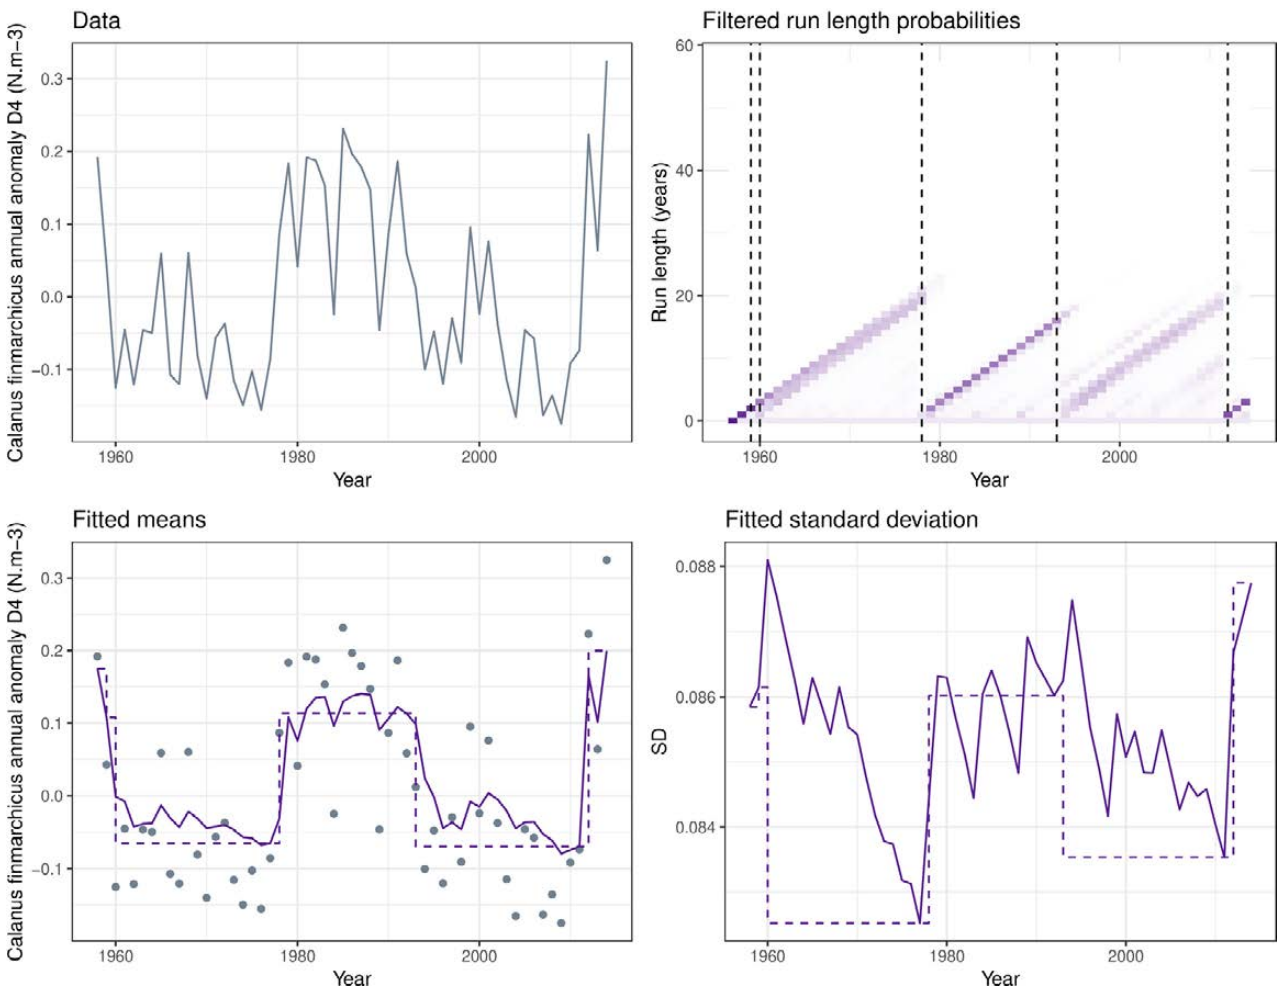 Data
Calanus finmarchicus annual anomaly D4 (N.m−3)
0.3
0.2
0.1
0.0
−0.1
1960
1980
2000
Year
Filtered run length probabilities
Run length (years)
60
40
20
0
1960
1980
2000
Year
Fitted means
Calanus finmarchicus annual anomaly D4 (N.m−3)
0.3
0.2
0.1
0.0
−0.1
1960
1980
2000
Year
Fitted standard deviation
SD
0.088
0.086
0.084
1960
1980
2000
Year